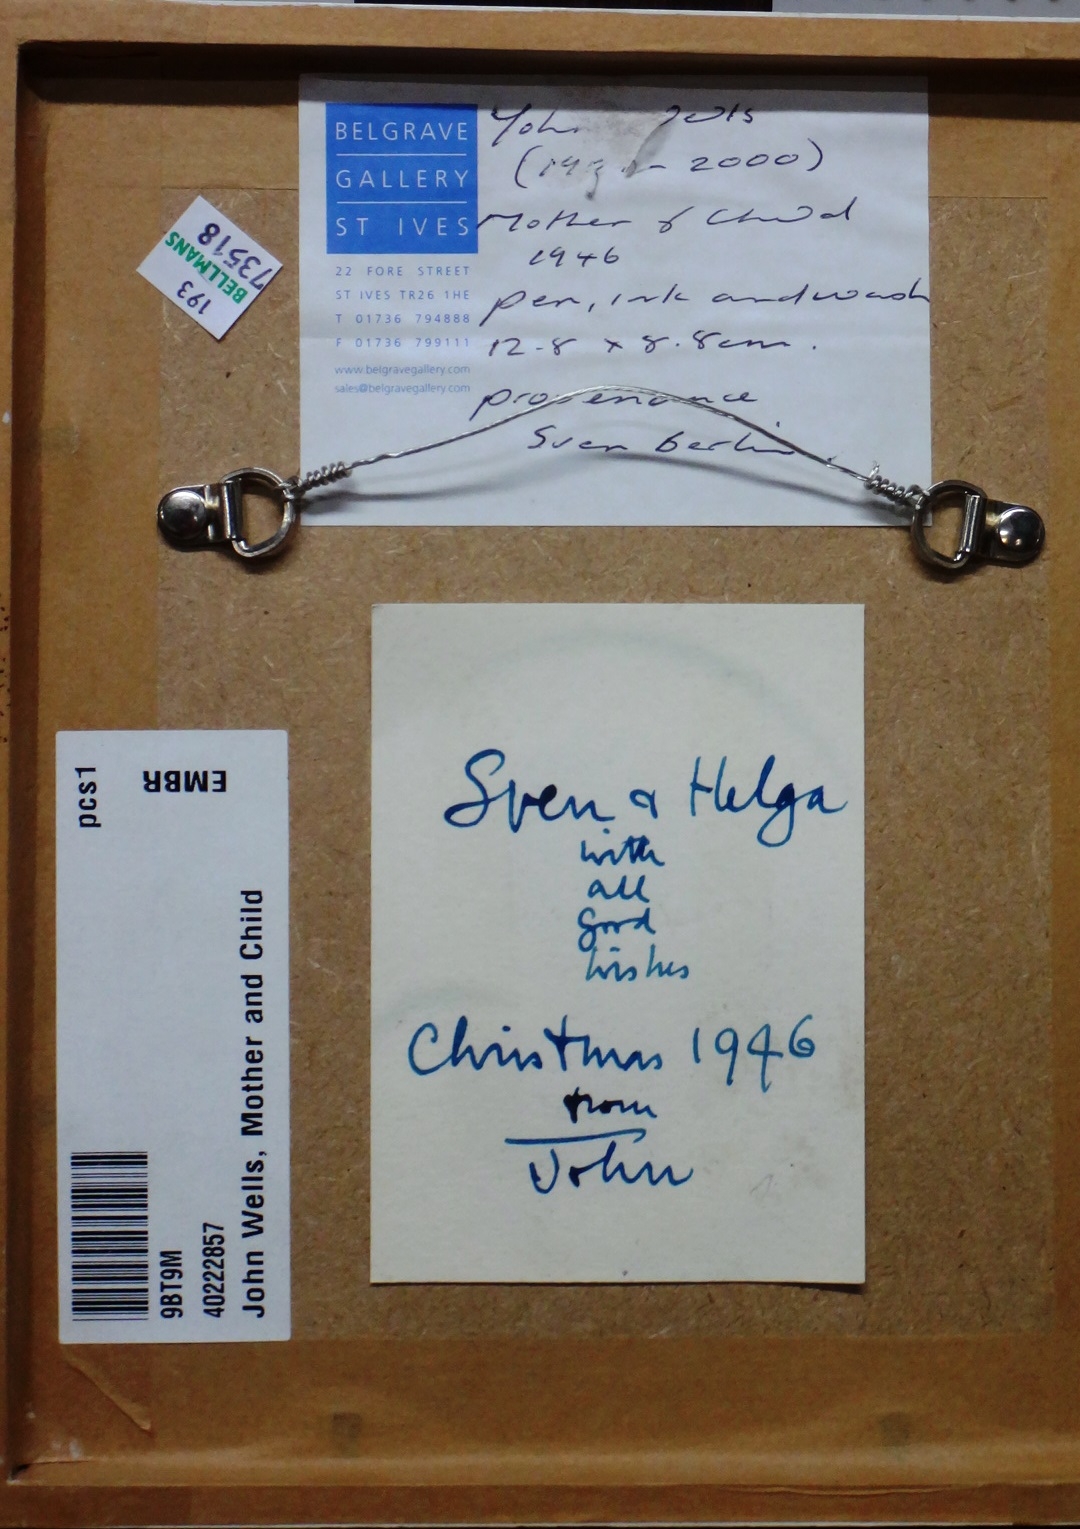 BELGRAVE
GALLERY
ST IVES
22 FORE STREET
ST IVES TR26 1HE
T 01736 794888
F 01736 799111
www.belgravegallery.com
sales@belgravegallery.com
John
2000)
Mother & Child
1946
pen, ink and wash
12.8 x 8.8cm.
provenance
Sven Berlin.
193
BELLMANS
73518
Sven & Helga
with
all
good
wishes
Christmas 1946
from
John
pcs1
EMBR
9BT9M
40222857
John Wells, Mother and Child